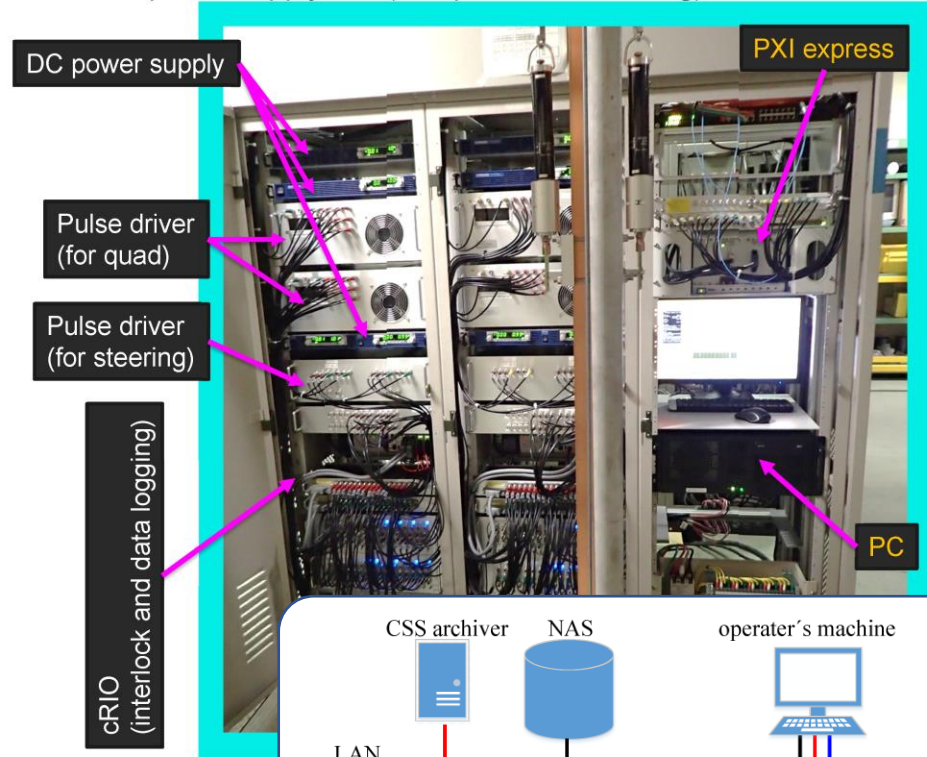 DC power supply
PXI express
Pulse driver
(for quad)
Pulse driver
(for steering)
cRIO
(interlock and data logging)
PC
CSS archiver
NAS
operater´s machine
LAN